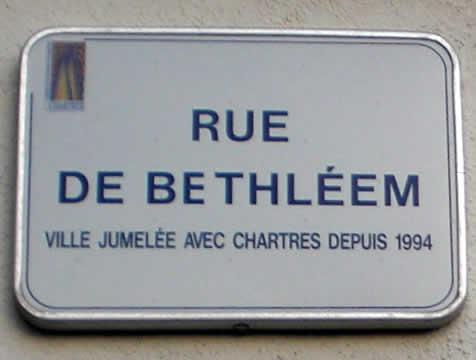 RUE
DE BETHLÉEM
VILLE JUMELÉE AVEC CHARTRES DEPUIS 1994